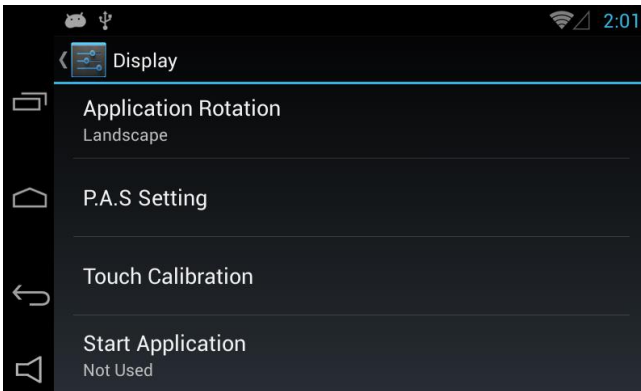 2:01
Display
Application Rotation
Landscape
P.A.S Setting
Touch Calibration
Start Application
Not Used